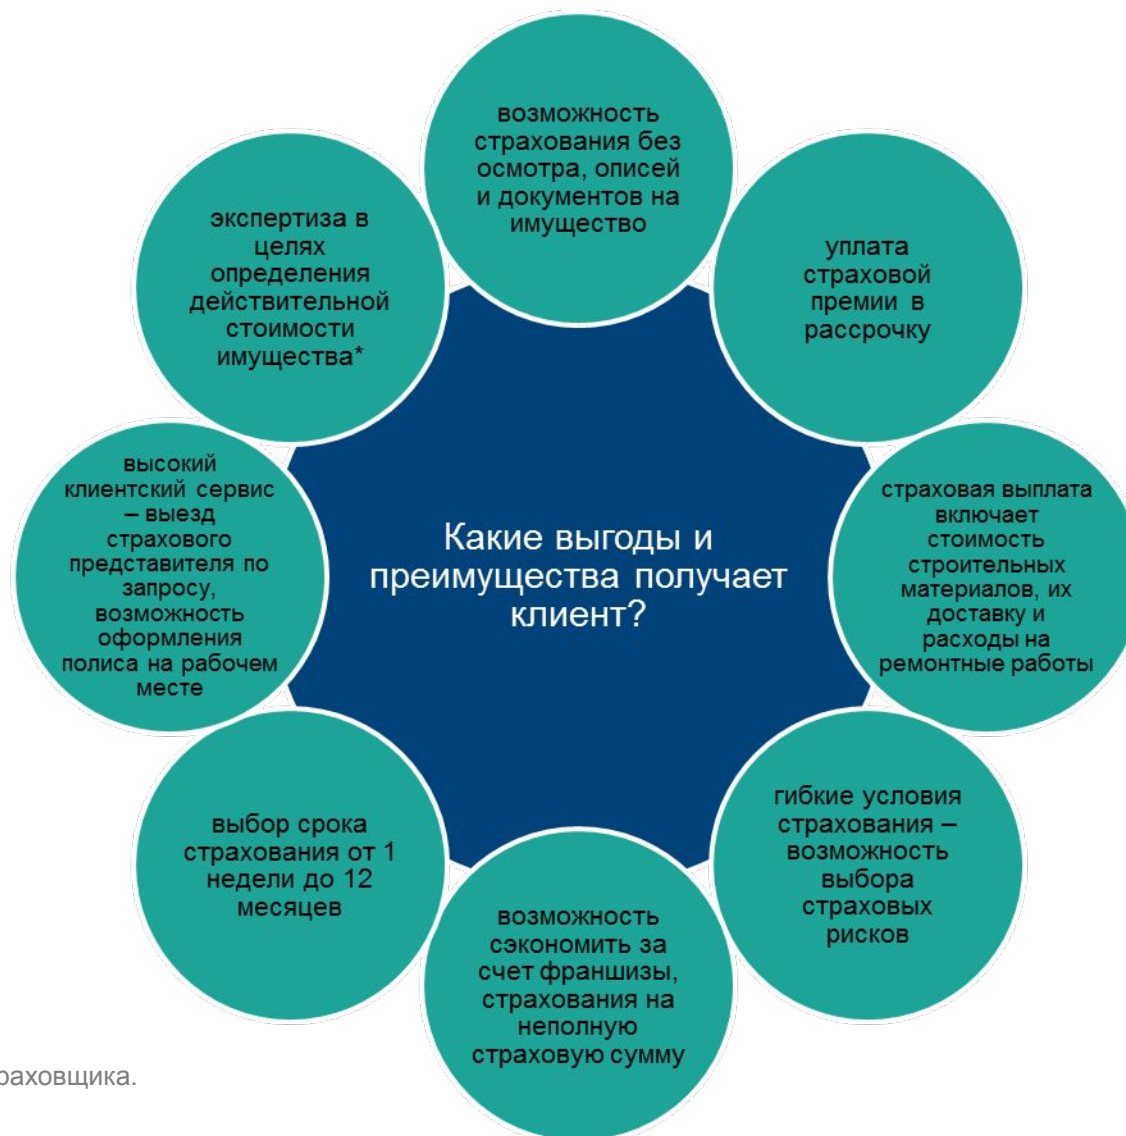 возможность
страхования без
осмотра, описей
и документов на
имущество
уплата
страховой
премии в
рассрочку
страховая выплата
включает
стоимость
строительных
материалов, их
доставку и
расходы на
ремонтные работы
гибкие условия
страхования –
возможность
выбора
страховых
рисков
возможность
сэкономить за
счет франшизы,
страхования на
неполную
страховую сумму
выбор срока
страхования от 1
недели до 12
месяцев
высокий
клиентский сервис
– выезд
страхового
представителя по
запросу,
возможность
оформления
полиса на рабочем
месте
экспертиза в
целях
определения
действительной
стоимости
имущества*
Какие выгоды и
преимущества получает
клиент?
раховщика.